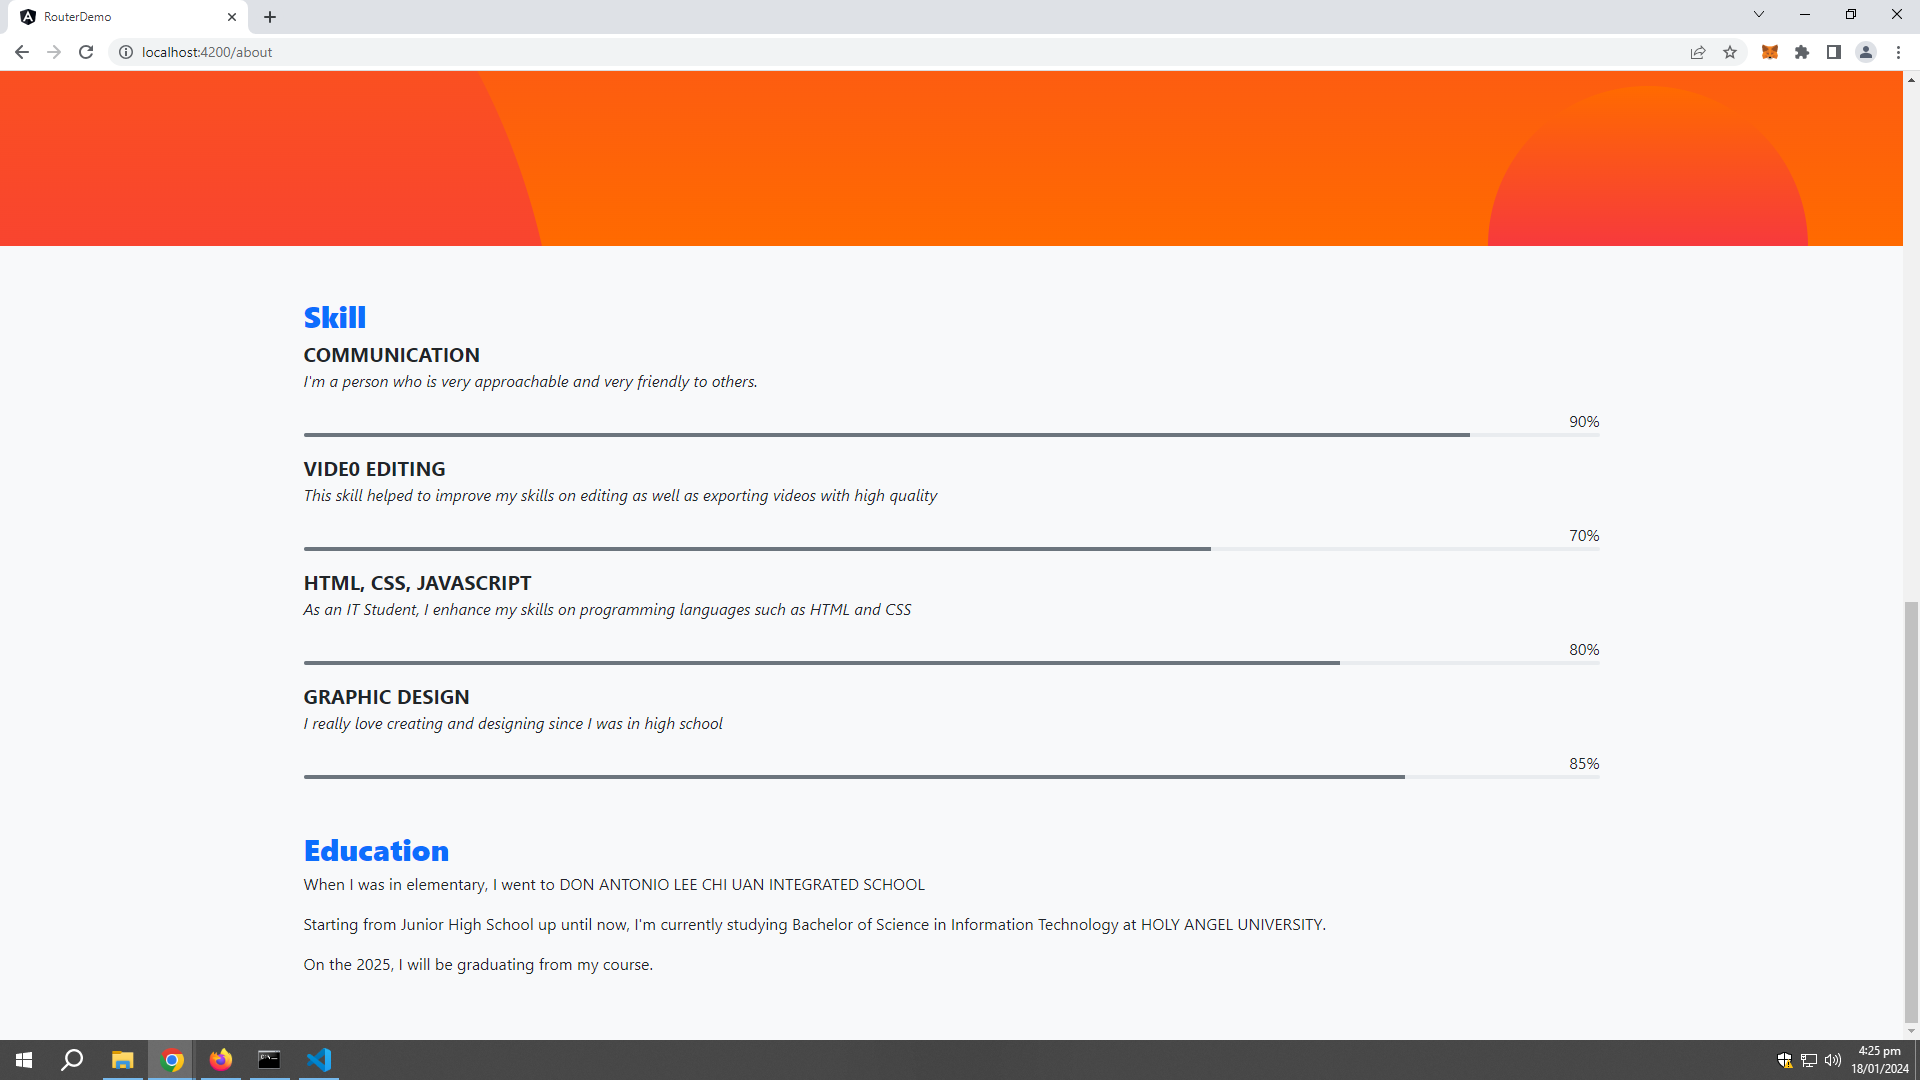 RouterDemo
localhost:4200/about
Skill
COMMUNICATION
I'm a person who is very approachable and very friendly to others.
90%
VIDE0 EDITING
This skill helped to improve my skills on editing as well as exporting videos with high quality
70%
HTML, CSS, JAVASCRIPT
As an IT Student, I enhance my skills on programming languages such as HTML and CSS
80%
GRAPHIC DESIGN
I really love creating and designing since I was in high school
85%
Education
When I was in elementary, I went to DON ANTONIO LEE CHI UAN INTEGRATED SCHOOL
Starting from Junior High School up until now, I'm currently studying Bachelor of Science in Information Technology at HOLY ANGEL UNIVERSITY.
On the 2025, I will be graduating from my course.
4:25 pm
18/01/2024